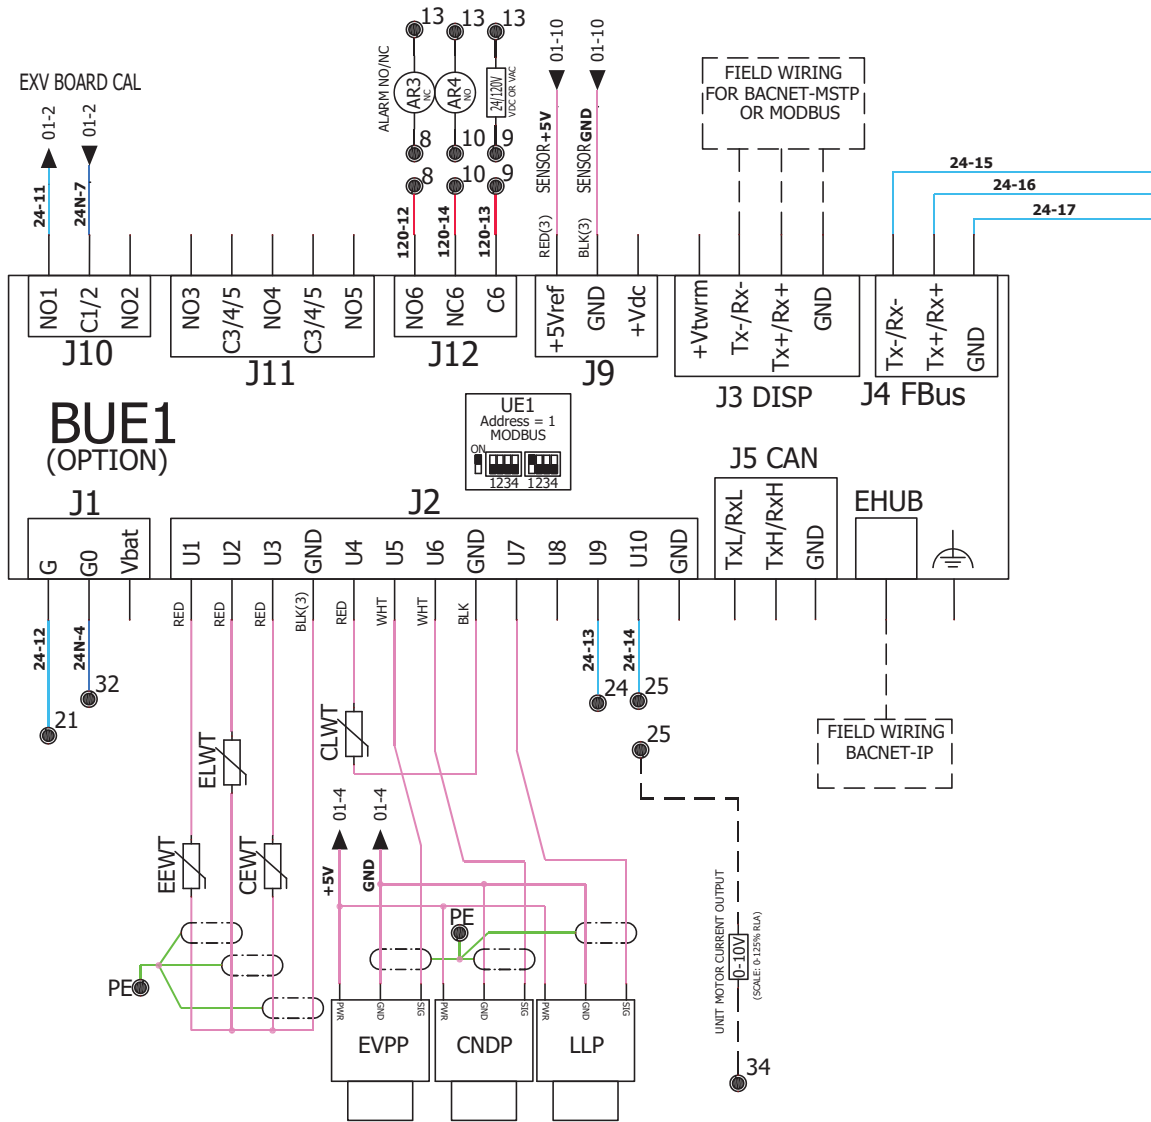 13 13 13
EXV BOARD CAL
ALARM NO/NC
AR3
NC
AR4
NO
24/120V
VDC OR VAC
01-10
01-10
01-2
01-2
8 10 9
8 10 9
SENSOR +5V
SENSOR GND
FIELD WIRING
FOR BACNET-MSTP
OR MODBUS
24-15
24-16
24-17
24-11
24N-7
120-12
120-14
120-13
RED(3)
BLK(3)
NO1
C1/2
NO2
NO3
C3/4/5
NO4
C3/4/5
NO5
NO6
NC6
C6
+5Vref
GND
+Vdc
+Vtwrm
Tx-/Rx-
Tx+/Rx+
GND
Tx-/Rx-
Tx+/Rx+
GND
J10
J11
J12
J9
J3 DISP
J4 FBus
BUE1
(OPTION)
UE1
Address = 1
MODBUS
ON
1234 1234
J1
J2
J5 CAN
EHUB
G
G0
Vbat
U1
U2
U3
GND
U4
U5
U6
GND
U7
U8
U9
U10
GND
TxL/RxL
TxH/RxH
GND
RED
RED
RED
BLK(3)
RED
WHT
WHT
BLK
24-12
24N-4
24-13
24-14
32
21
24
25
25
ELWT
CLWT
EEWT
CEWT
01-4
01-4
+5V
GND
FIELD WIRING
BACNET-IP
PE
PE
UNIT MOTOR CURRENT OUTPUT
0-10V
(SCALE: 0-125% RLA)
PWR
GND
SIG
PWR
GND
SIG
PWR
GND
SIG
EVPP
CNDP
LLP
34